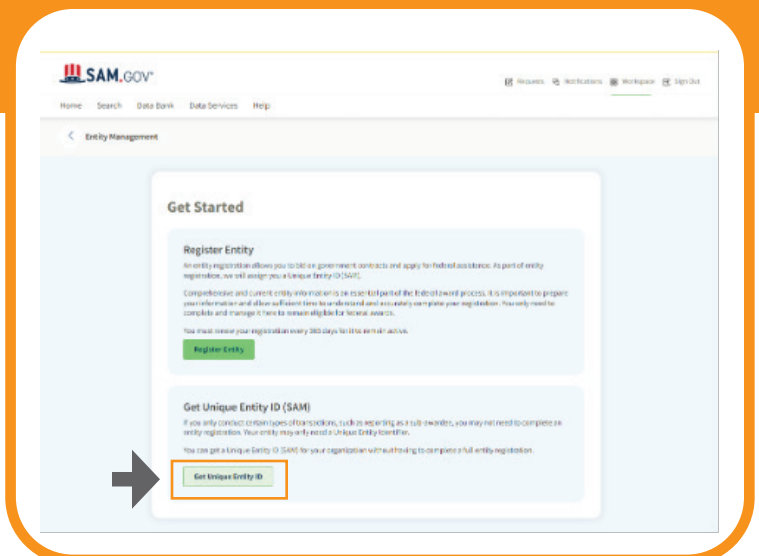 SAM.GOV®
Requests Notifications Workspace Sign Out
Home Search Data Bank Data Services Help
Entity Management
Get Started
Register Entity
An entity registration allows you to bid on government contracts and apply for federal assistance. As part of entity
registration, we will assign you a Unique Entity ID (SAM).
Comprehensive and current entity information is an essential part of the federal award process. It is important to prepare
your information and allow sufficient time to understand and accurately complete your registration. You only need to
complete and manage it here to remain eligible for federal awards.
You must renew your registration every 365 days for it to remain active.
Register Entity
Get Unique Entity ID (SAM)
If you only conduct certain types of transactions, such as reporting as a sub-awardee, you may not need to complete an
entity registration. Your entity may only need a Unique Entity Identifier.
You can get a Unique Entity ID (SAM) for your organization without having to complete a full entity registration.
Get Unique Entity ID